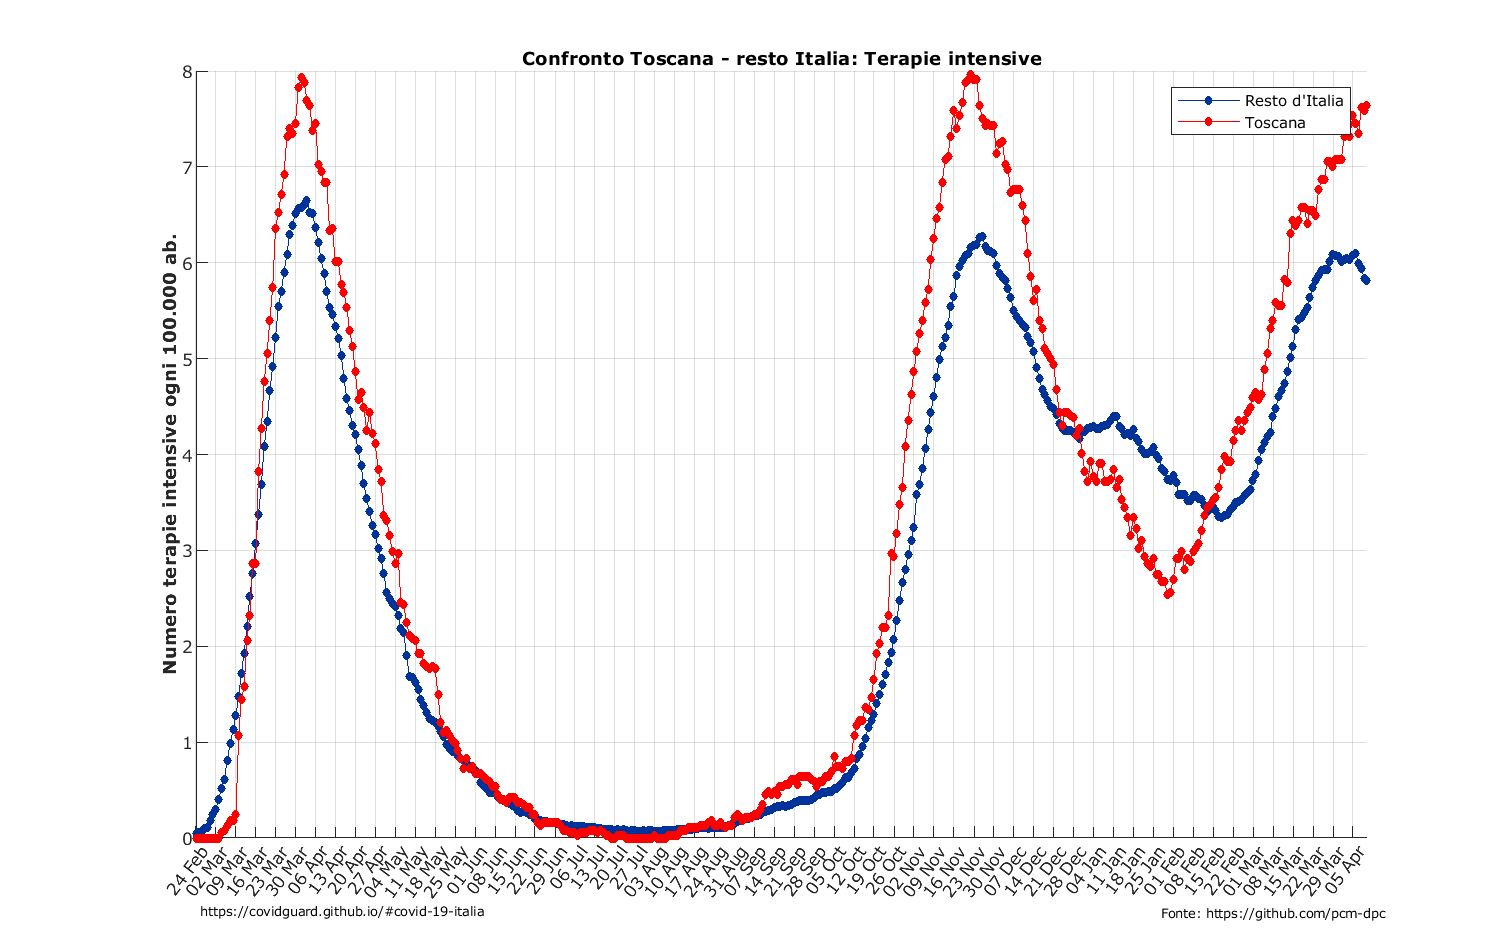 Confronto Toscana - resto Italia: Terapie intensive
Numero terapie intensive ogni 100.000 ab.
8
7
6
5
4
3
2
1
0
Resto d'Italia
Toscana
24 Feb
02 Mar
09 Mar
16 Mar
23 Mar
30 Mar
06 Apr
13 Apr
20 Apr
27 Apr
04 May
11 May
18 May
25 May
01 Jun
08 Jun
15 Jun
22 Jun
29 Jun
06 Jul
13 Jul
20 Jul
27 Jul
03 Aug
10 Aug
17 Aug
24 Aug
31 Aug
07 Sep
14 Sep
21 Sep
28 Sep
05 Oct
12 Oct
19 Oct
26 Oct
02 Nov
09 Nov
16 Nov
23 Nov
30 Nov
07 Dec
14 Dec
21 Dec
28 Dec
04 Jan
11 Jan
18 Jan
25 Jan
01 Feb
08 Feb
15 Feb
22 Feb
01 Mar
08 Mar
15 Mar
22 Mar
29 Mar
05 Apr
https://covidguard.github.io/#covid-19-italia
Fonte: https://github.com/pcm-dpc